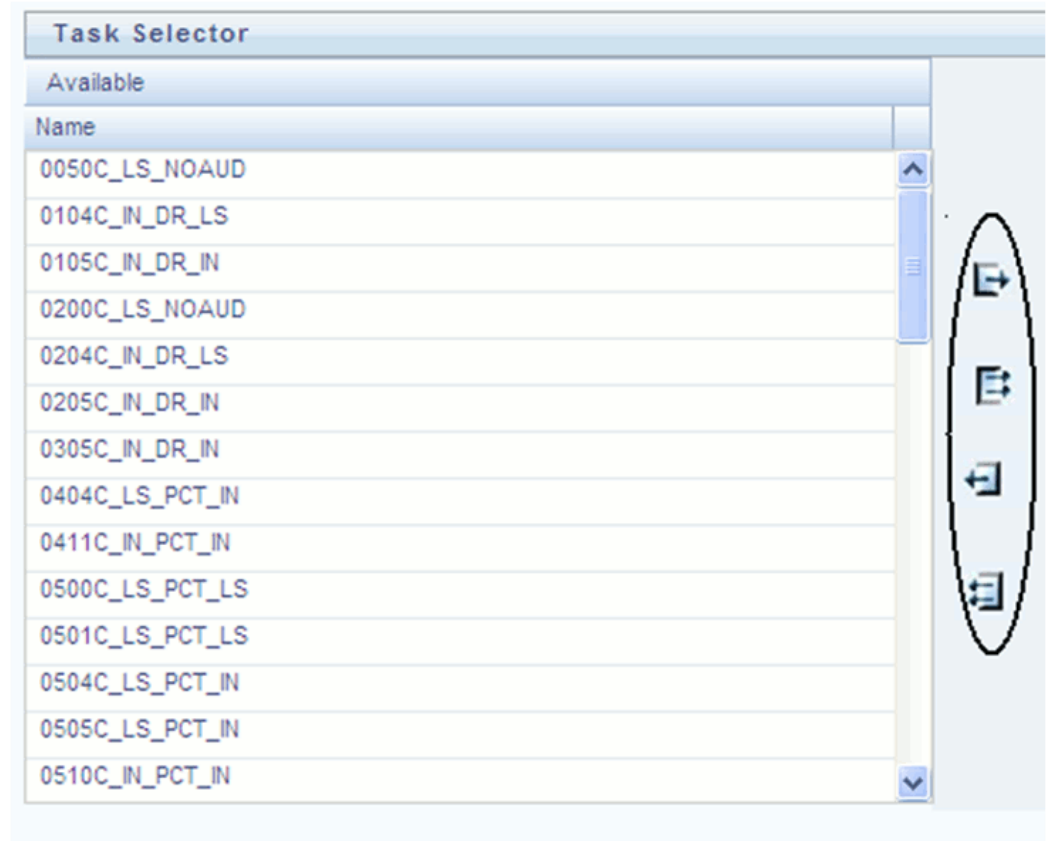 Task Selector
Available
Name
0050C_LS_NOAUD
0104C_IN_DR_LS
0105C_IN_DR_IN
0200C_LS_NOAUD
0204C_IN_DR_LS
0205C_IN_DR_IN
0305C_IN_DR_IN
0404C_LS_PCT_IN
0411C_IN_PCT_IN
0500C_LS_PCT_LS
0501C_LS_PCT_LS
0504C_LS_PCT_IN
0505C_LS_PCT_IN
0510C_IN_PCT_IN